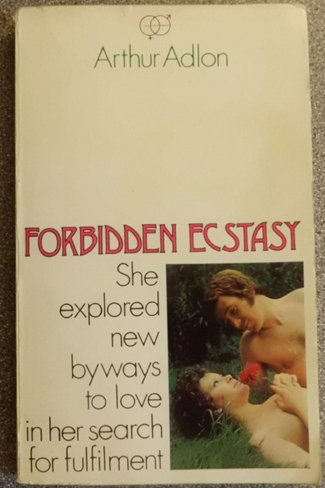 Arthur Adlon
FORBIDDEN ECSTASY
She
explored
new
byways
to love
in her search
for fulfilment